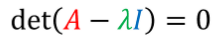 det(A − λI) = 0